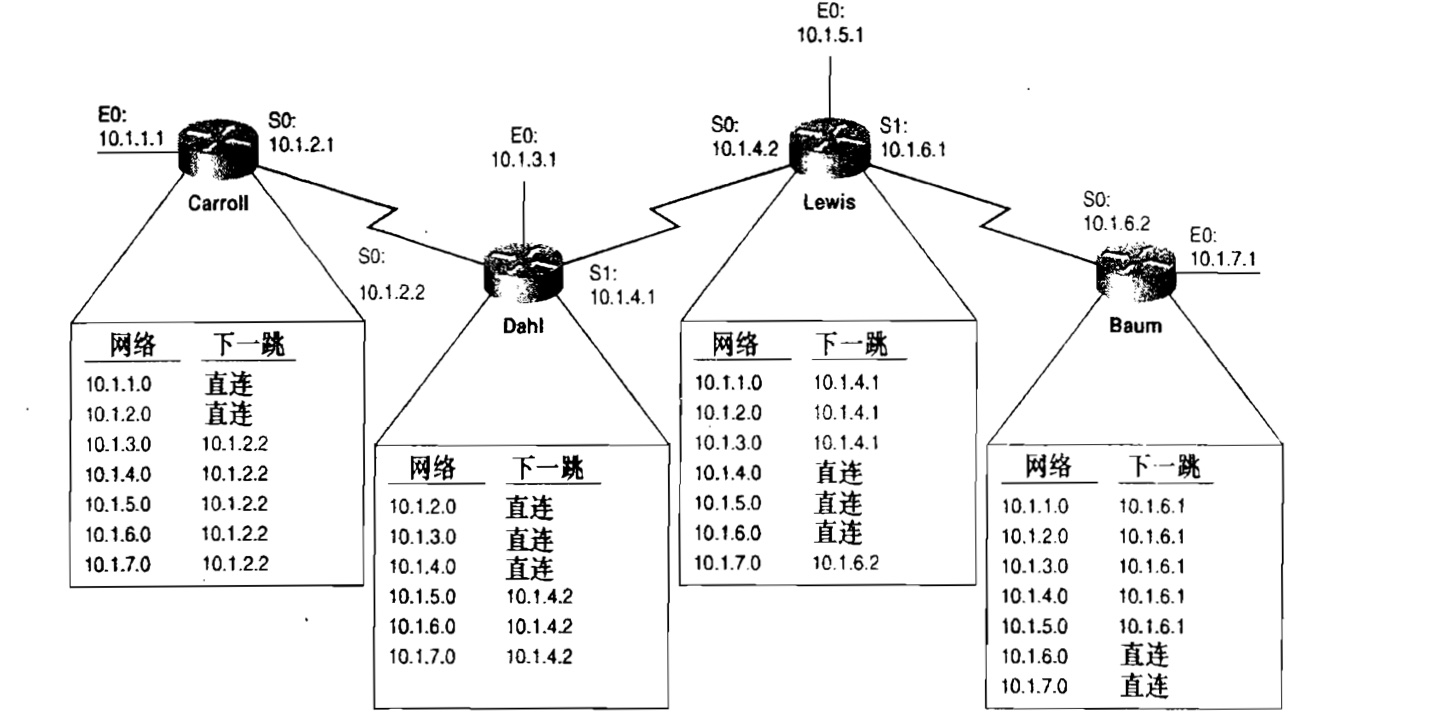 E0:
10.1.5.1
E0:
10.1.1.1
S0:
10.1.2.1
Carroll
E0:
10.1.3.1
S0:
10.1.4.2
S1:
10.1.6.1
Lewis
S0:
10.1.2.2
S1:
10.1.4.1
Dahl
S0:
10.1.6.2
E0:
10.1.7.1
Baum
网络 下一跳
10.1.1.0 直连
10.1.2.0 直连
10.1.3.0 10.1.2.2
10.1.4.0 10.1.2.2
10.1.5.0 10.1.2.2
10.1.6.0 10.1.2.2
10.1.7.0 10.1.2.2
网络 下一跳
10.1.2.0 直连
10.1.3.0 直连
10.1.4.0 直连
10.1.5.0 10.1.4.2
10.1.6.0 10.1.4.2
10.1.7.0 10.1.4.2
网络 下一跳
10.1.1.0 10.1.4.1
10.1.2.0 10.1.4.1
10.1.3.0 10.1.4.1
10.1.4.0 直连
10.1.5.0 直连
10.1.6.0 直连
10.1.7.0 10.1.6.2
网络 下一跳
10.1.1.0 10.1.6.1
10.1.2.0 10.1.6.1
10.1.3.0 10.1.6.1
10.1.4.0 10.1.6.1
10.1.5.0 10.1.6.1
10.1.6.0 直连
10.1.7.0 直连